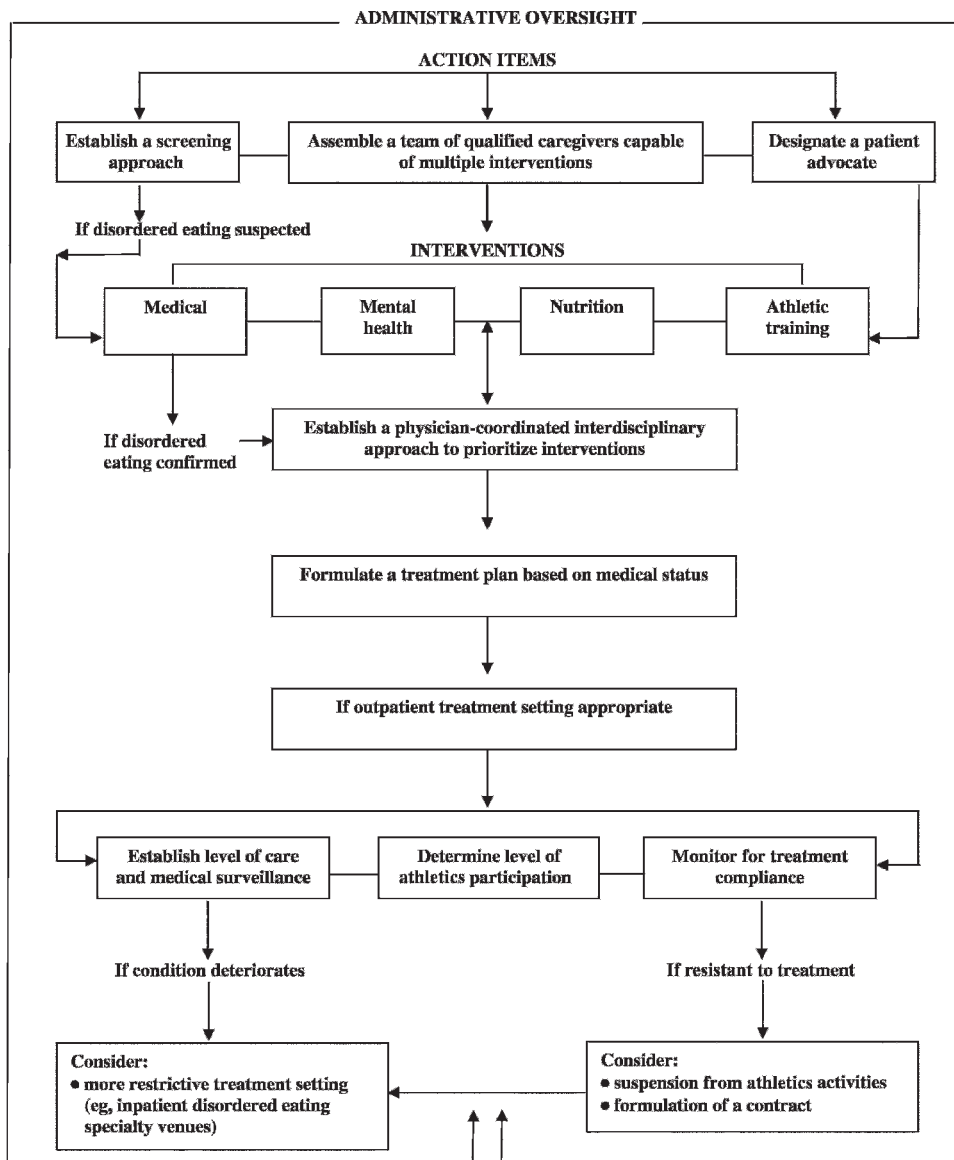 ADMINISTRATIVE OVERSIGHT
ACTION ITEMS
Establish a screening
approach
Assemble a team of qualified caregivers capable
of multiple interventions
Designate a patient
advocate
If disordered eating suspected
INTERVENTIONS
Medical
Mental
health
Nutrition
Athletic
training
If disordered
eating confirmed
Establish a physician-coordinated interdisciplinary
approach to prioritize interventions
Formulate a treatment plan based on medical status
If outpatient treatment setting appropriate
Establish level of care
and medical surveillance
Determine level of
athletics participation
Monitor for treatment
compliance
If condition deteriorates
If resistant to treatment
Consider:
• more restrictive treatment setting
(eg, inpatient disordered eating
specialty venues)
Consider:
• suspension from athletics activities
• formulation of a contract